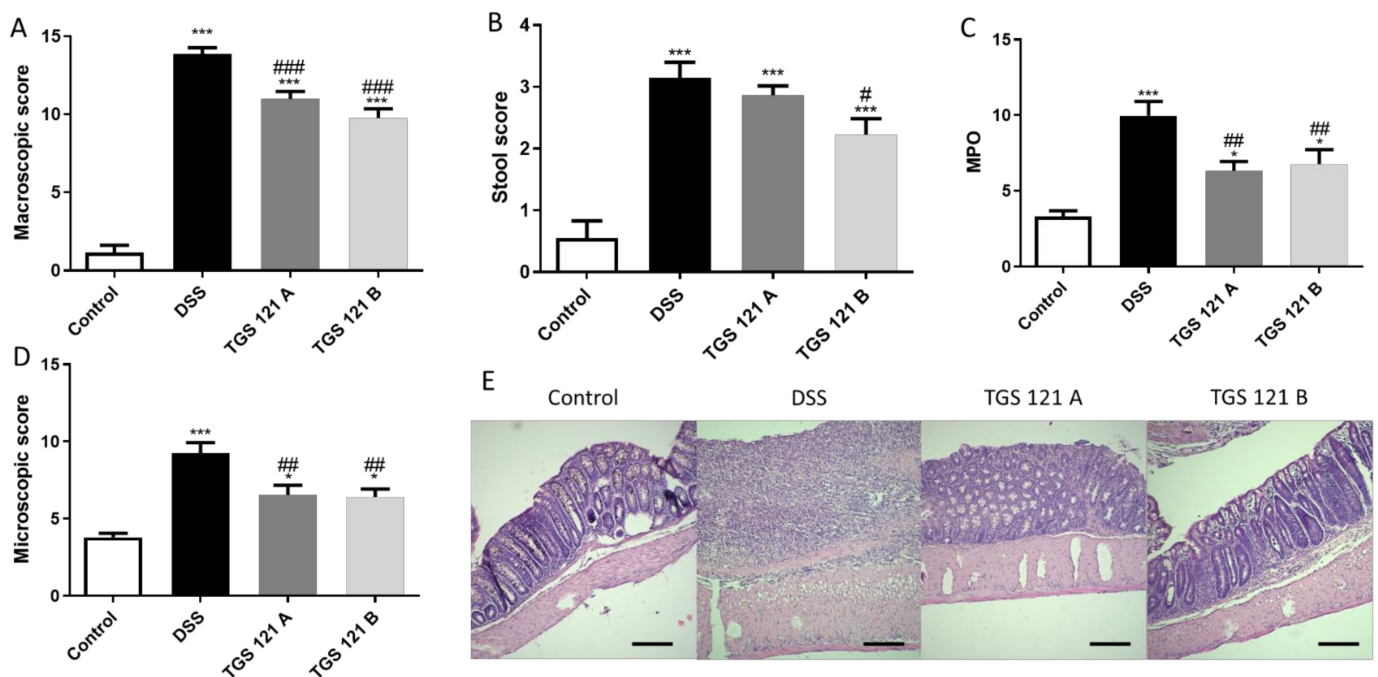 A
Macroscopic score
15
10
5
0
***
###
***
###
***
Control
DSS
TGS 121 A
TGS 121 B
B
Stool score
4
3
2
1
0
***
***
#
***
Control
DSS
TGS 121 A
TGS 121 B
C
MPO
15
10
5
0
***
##
*
##
*
Control
DSS
TGS 121 A
TGS 121 B
D
Microscopic score
15
10
5
0
***
##
*
##
*
Control
DSS
TGS 121 A
TGS 121 B
E
Control
DSS
TGS 121 A
TGS 121 B